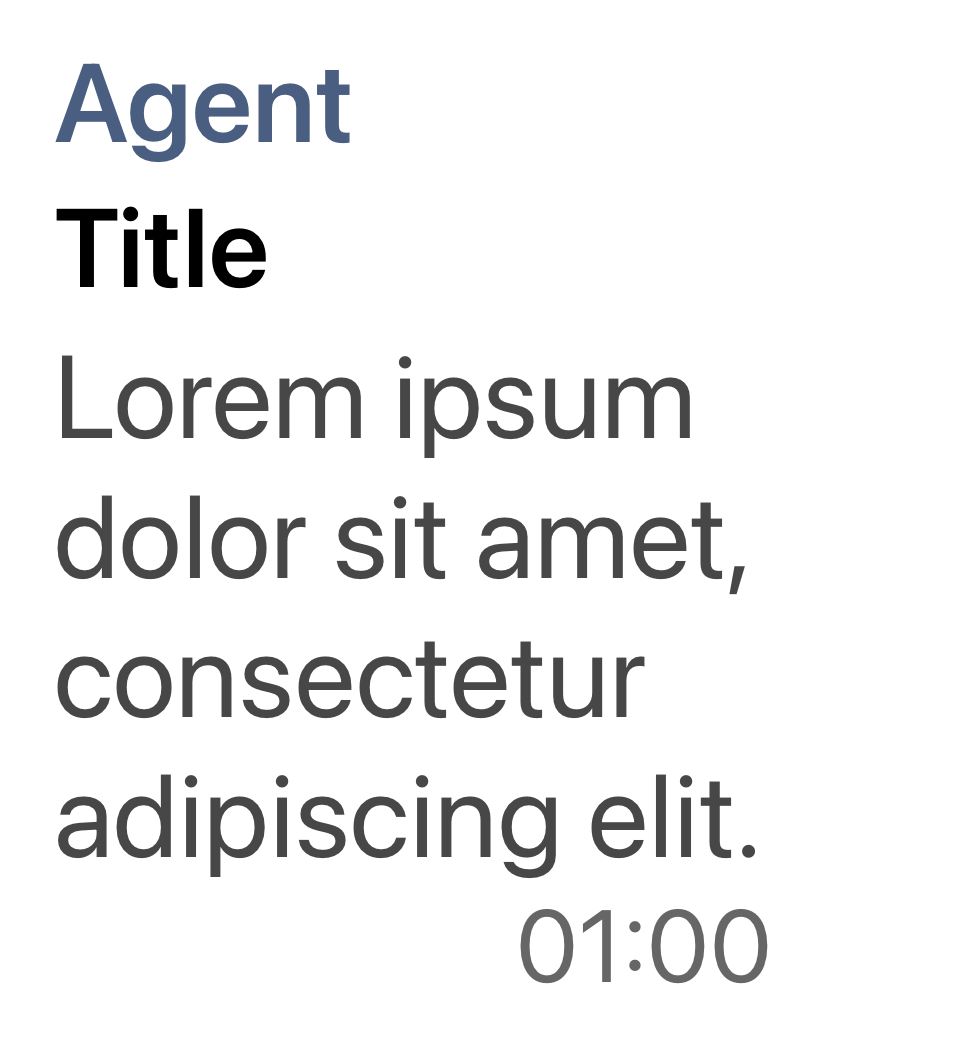 Agent
Title
Lorem ipsum
dolor sit amet,
consectetur
adipiscing elit.
01:00